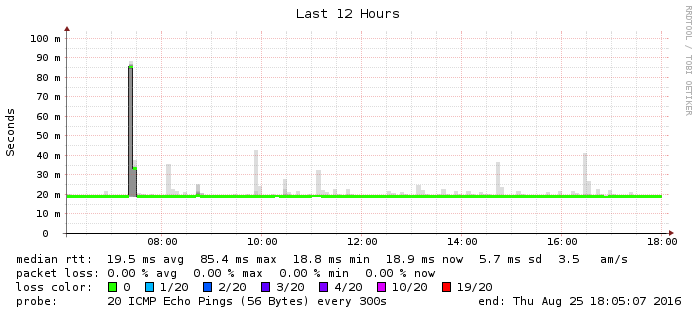 Last 12 Hours
RRDTOOL / TOBI OETIKER
Seconds
100 m
90 m
80 m
70 m
60 m
50 m
40 m
30 m
20 m
10 m
0
08:00 10:00 12:00 14:00 16:00 18:00
median rtt: 19.5 ms avg 85.4 ms max 18.8 ms min 18.9 ms now 5.7 ms sd 3.5 am/s
packet loss: 0.00 % avg 0.00 % max 0.00 % min 0.00 % now
loss color: 0 1/20 2/20 3/20 4/20 10/20 19/20
probe: 20 ICMP Echo Pings (56 Bytes) every 300s end: Thu Aug 25 18:05:07 2016